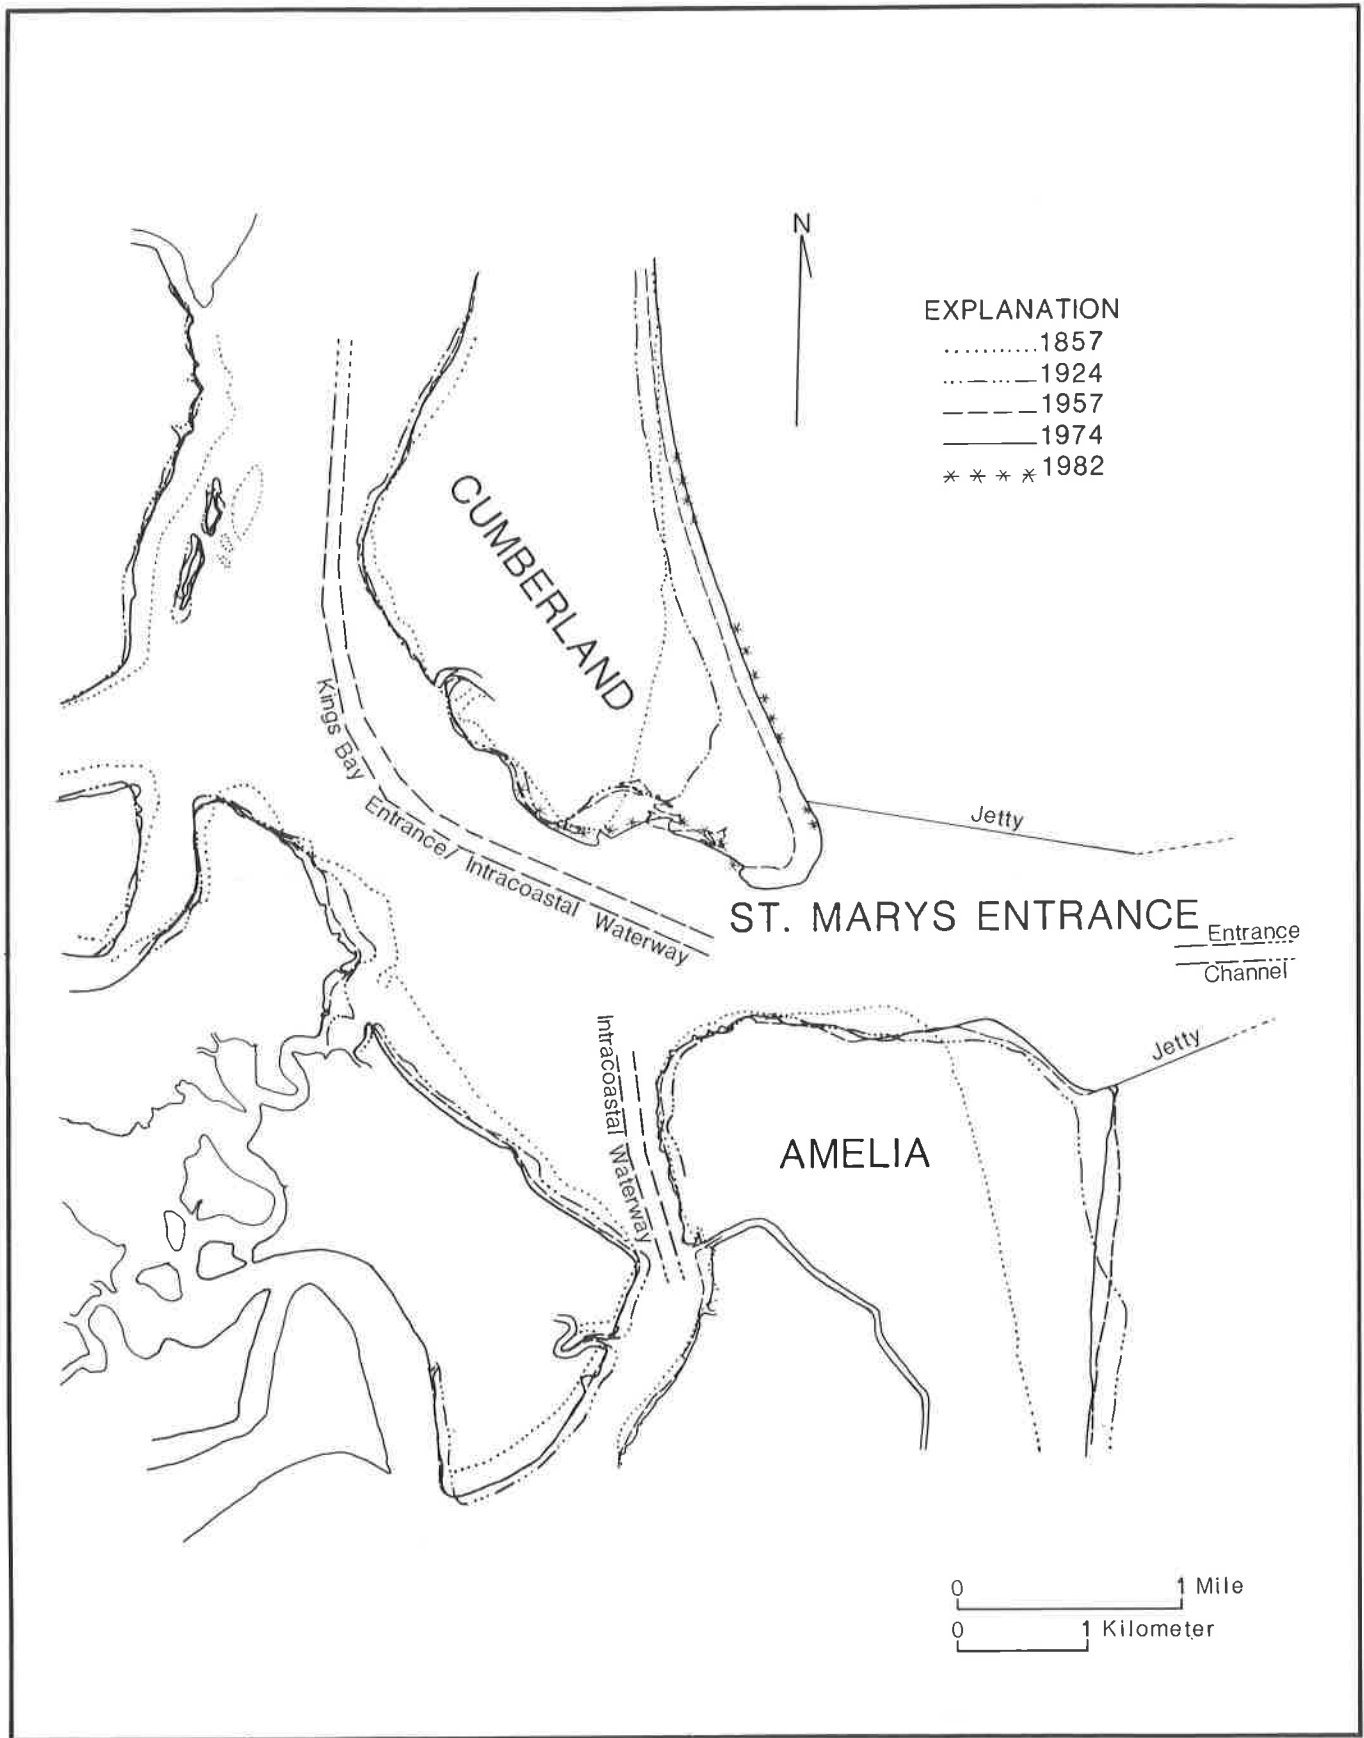 N
EXPLANATION
1857
1924
1957
1974
1982
CUMBERLAND
Kings Bay
Entrance/ Intracoastal Waterway
Jetty
ST. MARYS ENTRANCE
Entrance
Channel
Intracoastal Waterway
Jetty
AMELIA
0 1 Mile
0 1 Kilometer